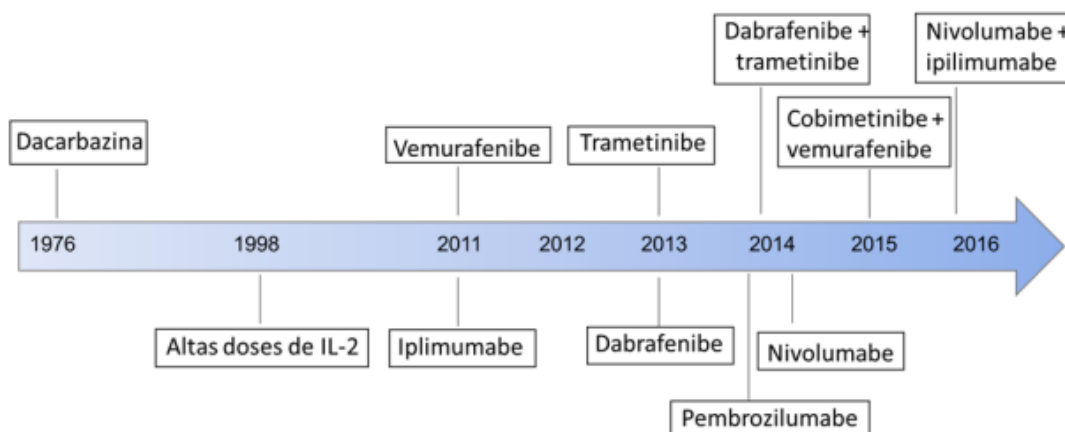 Dabrafenibe +
trametinibe
Nivolumabe +
ipilimumabe
Dacarbazina
Vemurafenibe
Trametinibe
Cobimetinibe +
vemurafenibe
1976
1998
2011
2012
2013
2014
2015
2016
Altas doses de IL-2
Iplimumabe
Dabrafenibe
Nivolumabe
Pembrozilumabe